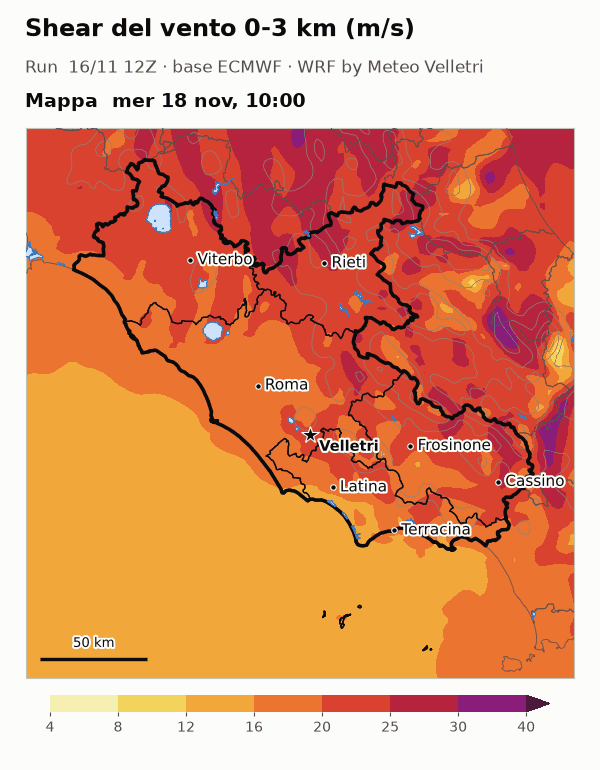 Shear del vento 0-3 km (m/s)
Run  16/11 12Z · base ECMWF · WRF by Meteo Velletri
Mappa  mer 18 nov, 10:00
Viterbo
Rieti
Roma
Velletri
Frosinone
Cassino
Latina
Terracina
50 km
4 8 12 16 20 25 30 40